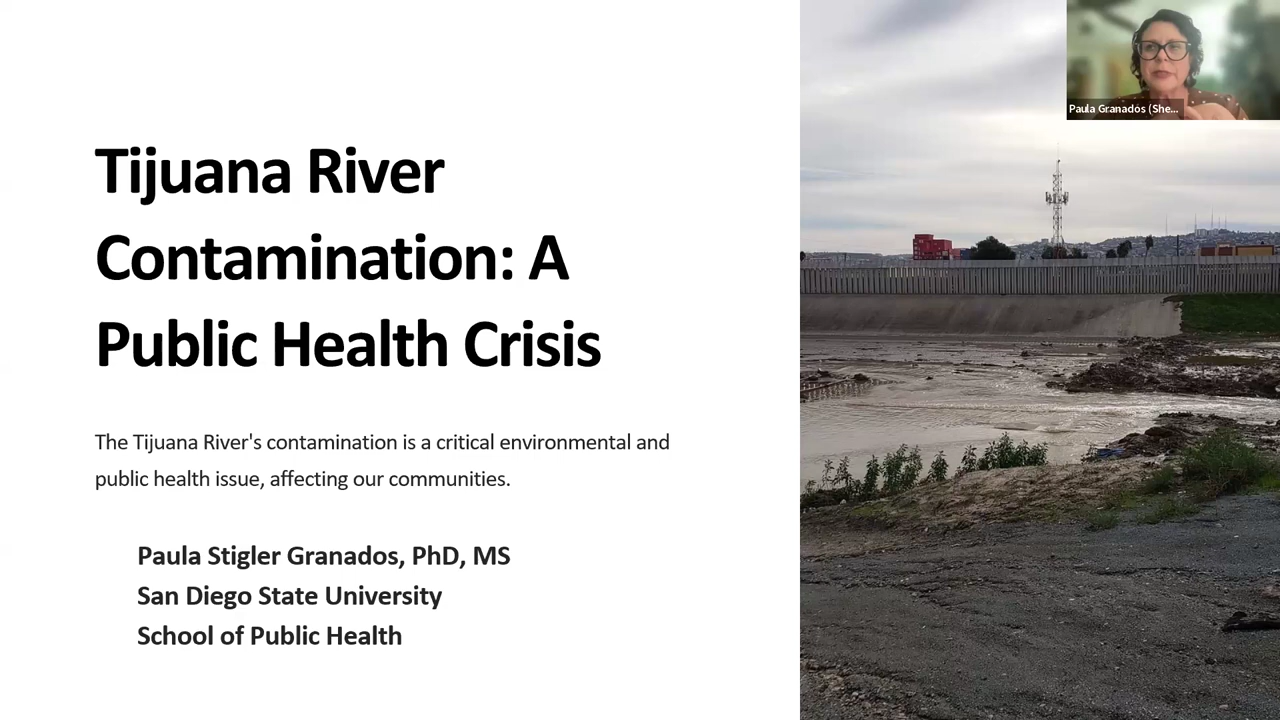 Tijuana River
Contamination: A
Public Health Crisis
The Tijuana River's contamination is a critical environmental and
public health issue, affecting our communities.
Paula Stigler Granados, PhD, MS
San Diego State University
School of Public Health
Paula Granados (She...